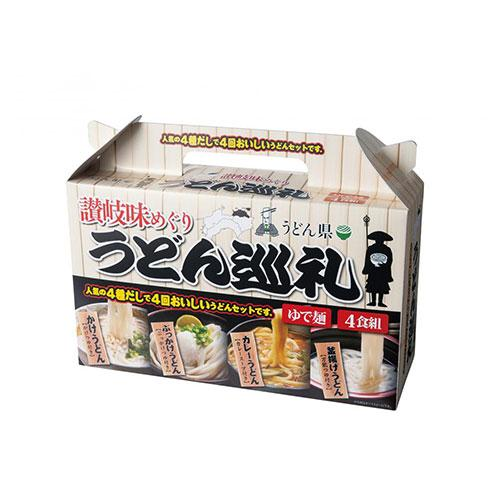 人気の4種だしで4回おいしいうどんセットです。
讃岐味めぐり
うどん県
うどん巡礼
人気の4種だしで4回おいしいうどんセットです。
ゆで麺
4食組
かけうどん
ぶっかけうどん
カレーうどん
釜揚げうどん